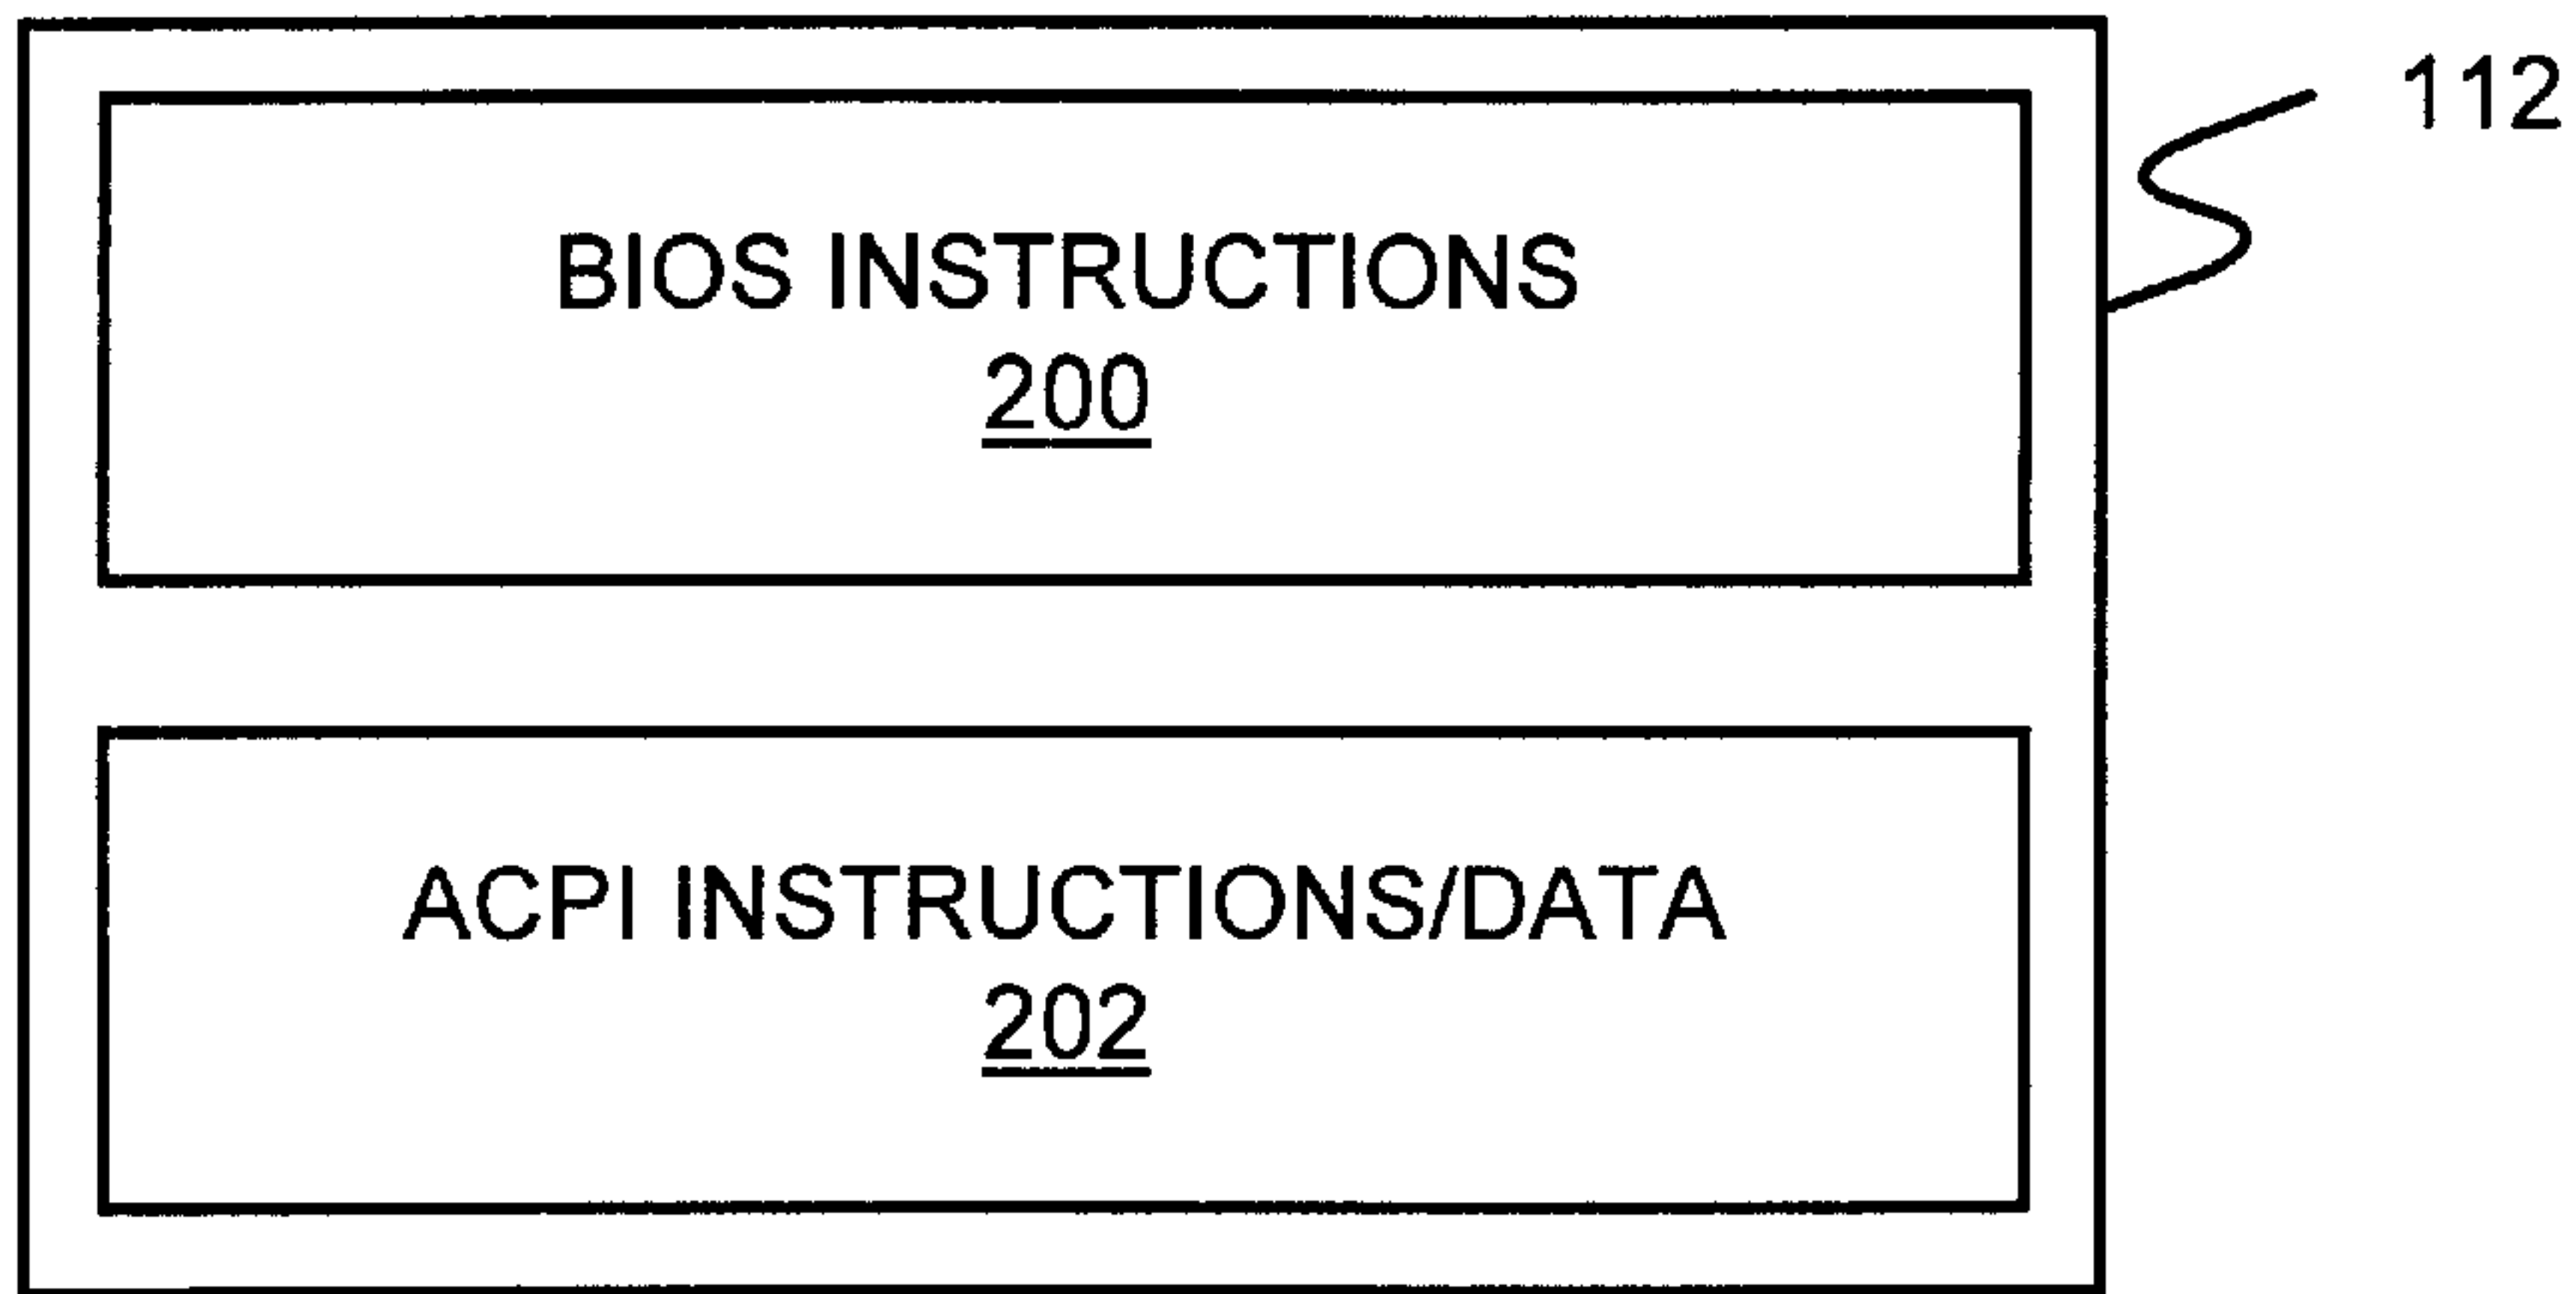 112
BIOS INSTRUCTIONS
200
ACPI INSTRUCTIONS/DATA
202